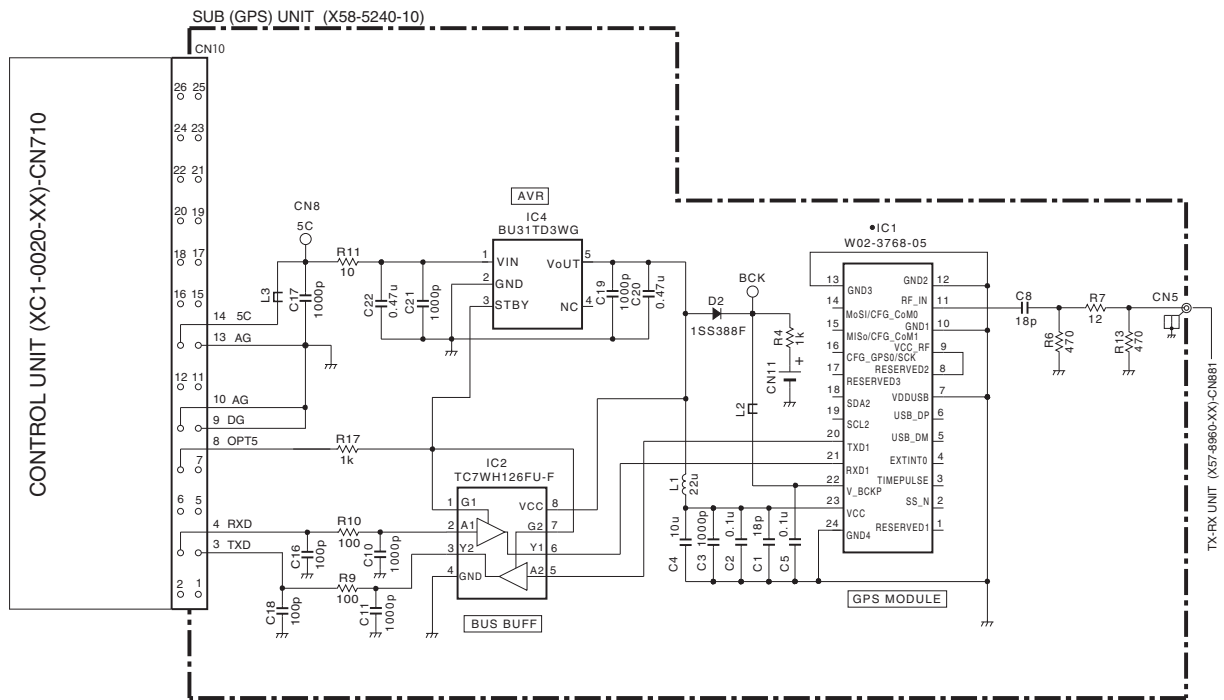 SUB (GPS) UNIT (X58-5240-10)
CN10
CONTROL UNIT (XC1-0020-XX)-CN710
26 25
24 23
22 21
20 19
18 17
16 15
14 5C
13 AG
12 11
10 AG
9 DG
8 OPT5
7
6 5
4 RXD
3 TXD
2 1
CN8
5C
L3
C17
1000p
R11
10
C22
0.47u
C21
1000p
AVR
IC4
BU31TD3WG
1 VIN
2 GND
3 STBY
VoUT 5
NC 4
C19
1000p
C20
0.47u
R17
1k
C16
100p
R10
100
C10
1000p
C18
100p
R9
100
C11
1000p
IC2
TC7WH126FU-F
1 G1
2 A1
3 Y2
4 GND
VCC 8
G2 7
Y1 6
A2 5
BUS BUFF
D2
1SS388F
BCK
R4
1k
CN11
+
L2
L1
22u
C4
10u
C3
1000p
C2
0.1u
C1
18p
C5
0.1u
IC1
W02-3768-05
13 GND3
14 MoSI/CFG_CoM0
15 MISo/CFG_CoM1
16 CFG_GPS0/SCK
17 RESERVED3
18 SDA2
19 SCL2
20 TXD1
21 RXD1
22 V_BCKP
23 VCC
24 GND4
GND2 12
RF_IN 11
GND1 10
VCC_RF 9
RESERVED2 8
VDDUSB 7
USB_DP 6
USB_DM 5
EXTINT0 4
TIMEPULSE 3
SS_N 2
RESERVED1 1
GPS MODULE
C8
18p
R6
470
R7
12
R13
470
CN5
TX-RX UNIT (X57-8960-XX)-CN881